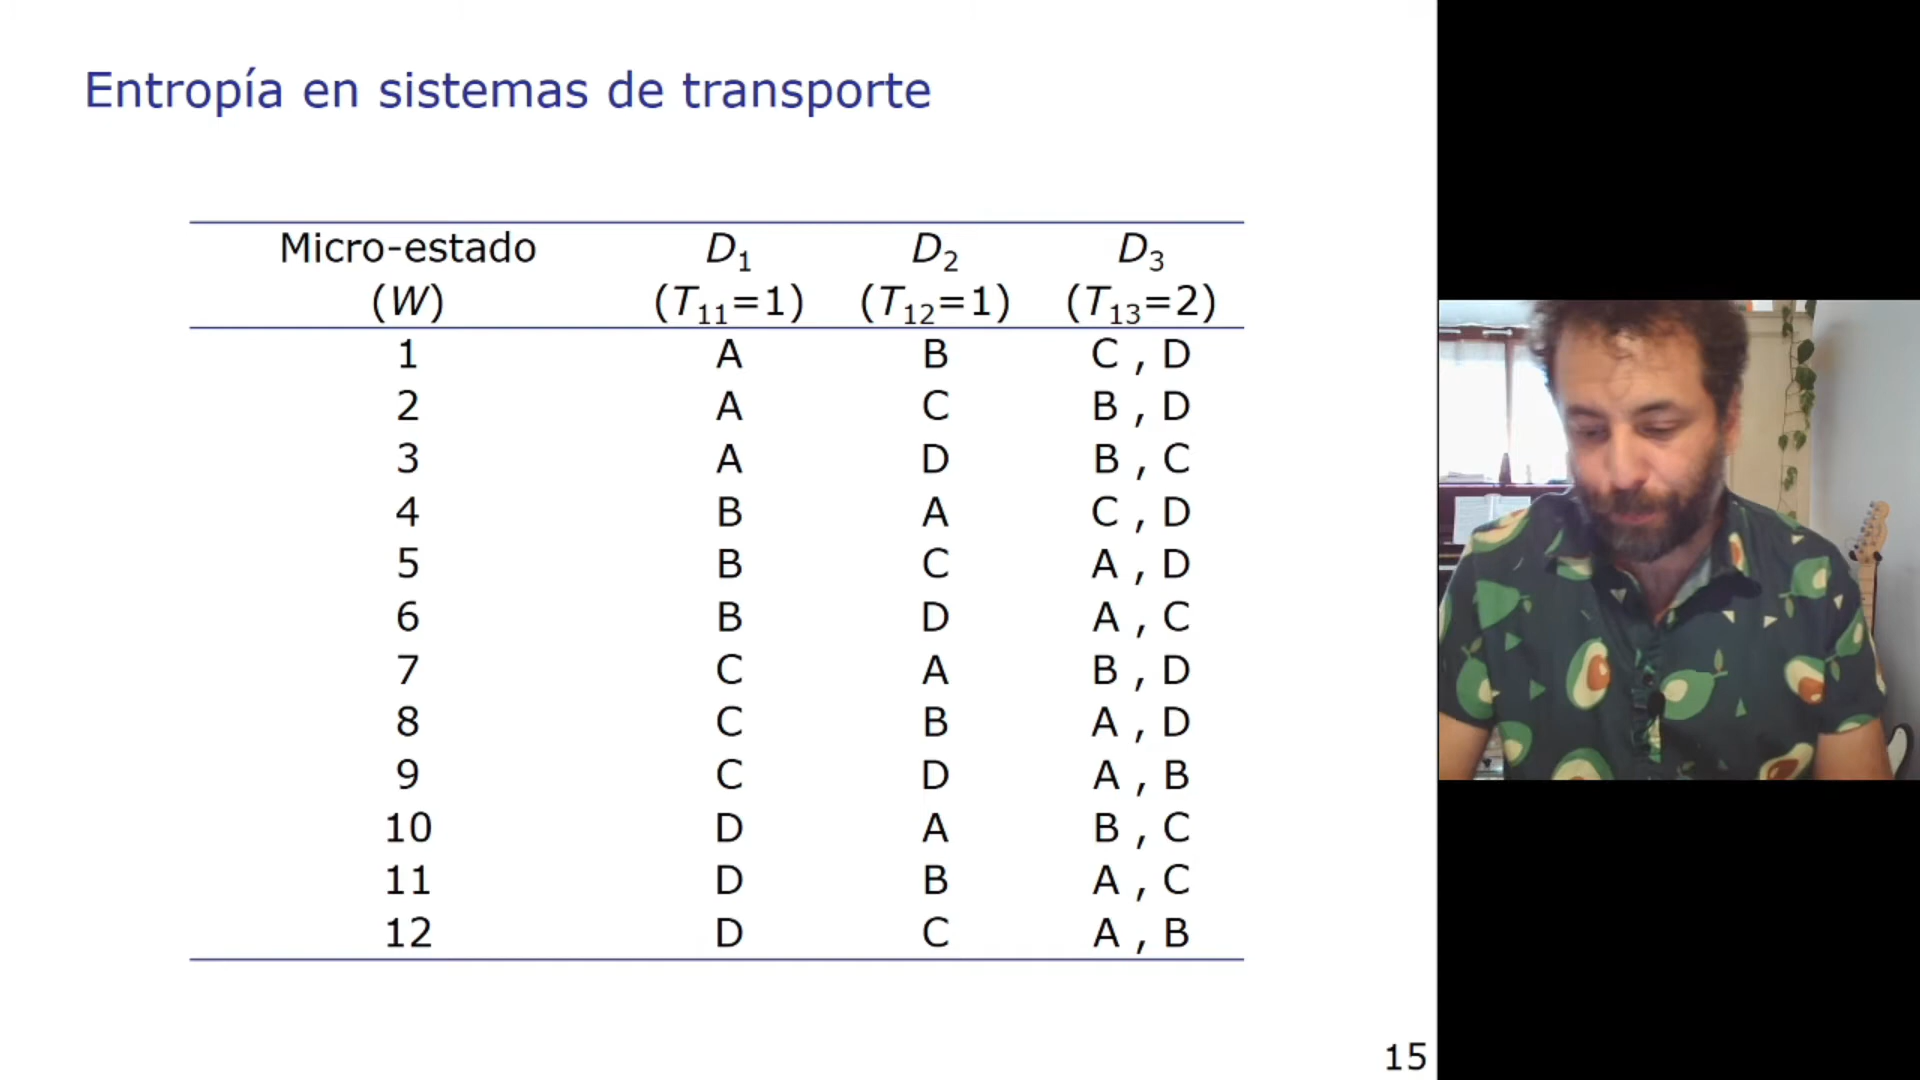 Entropía en sistemas de transporte
Micro-estado D1 D2 D3
(W) (T11=1) (T12=1) (T13=2)
1 A B C , D
2 A C B , D
3 A D B , C
4 B A C , D
5 B C A , D
6 B D A , C
7 C A B , D
8 C B A , D
9 C D A , B
10 D A B , C
11 D B A , C
12 D C A , B
15